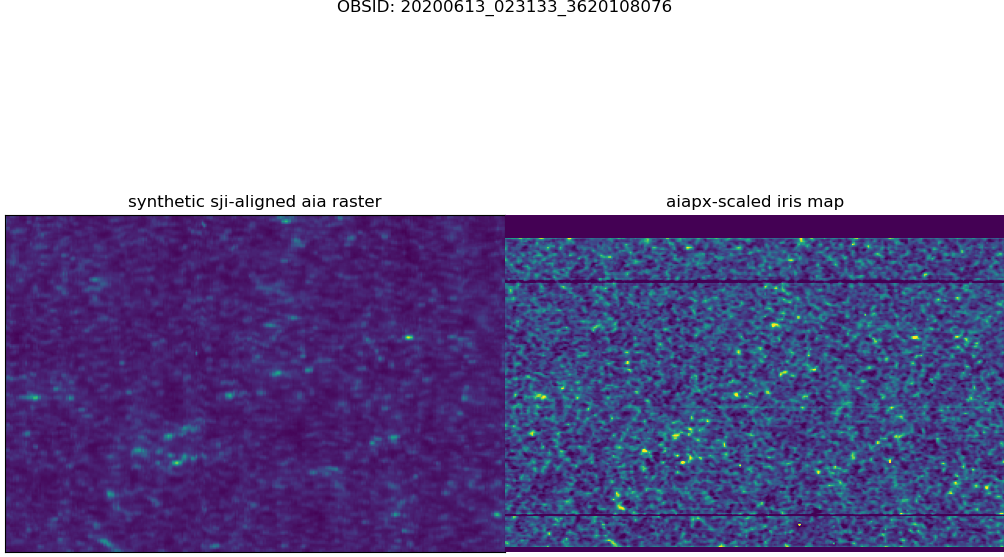 OBSID: 20200613_023133_3620108076
synthetic sji-aligned aia raster
aiapx-scaled iris map